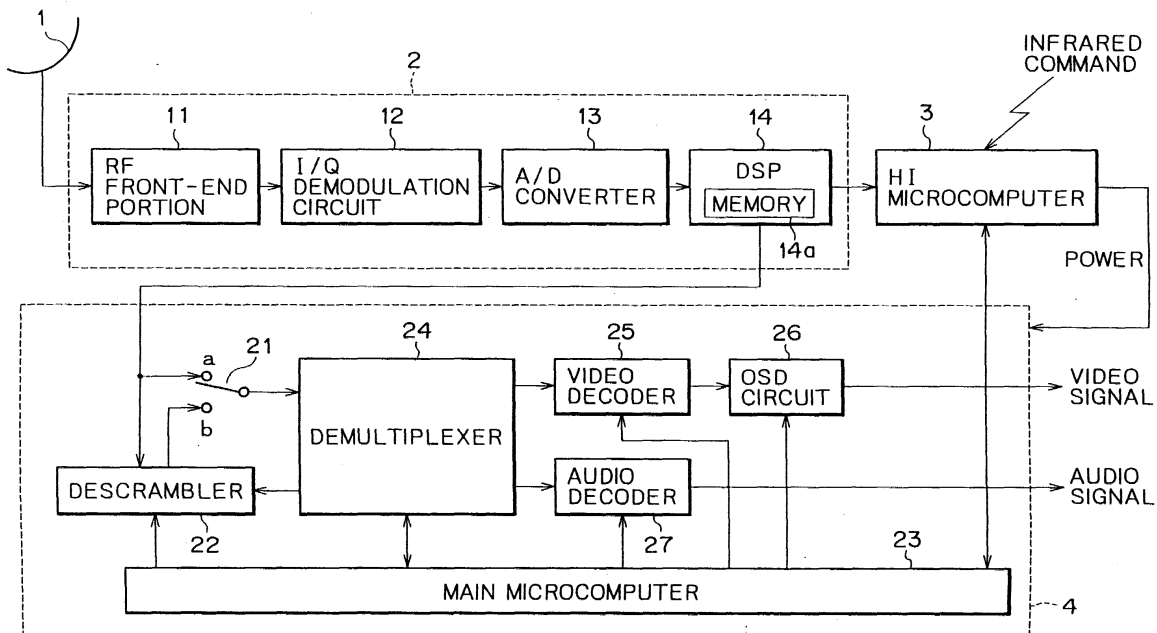 1
2
INFRARED
COMMAND
11
12
13
14
3
RF
FRONT-END
PORTION
I/Q
DEMODULATION
CIRCUIT
A/D
CONVERTER
DSP
MEMORY
14a
HI
MICROCOMPUTER
POWER
24
25
26
a
21
b
DEMULTIPLEXER
VIDEO
DECODER
OSD
CIRCUIT
VIDEO
SIGNAL
DESCRAMBLER
22
AUDIO
DECODER
27
AUDIO
SIGNAL
23
MAIN MICROCOMPUTER
4